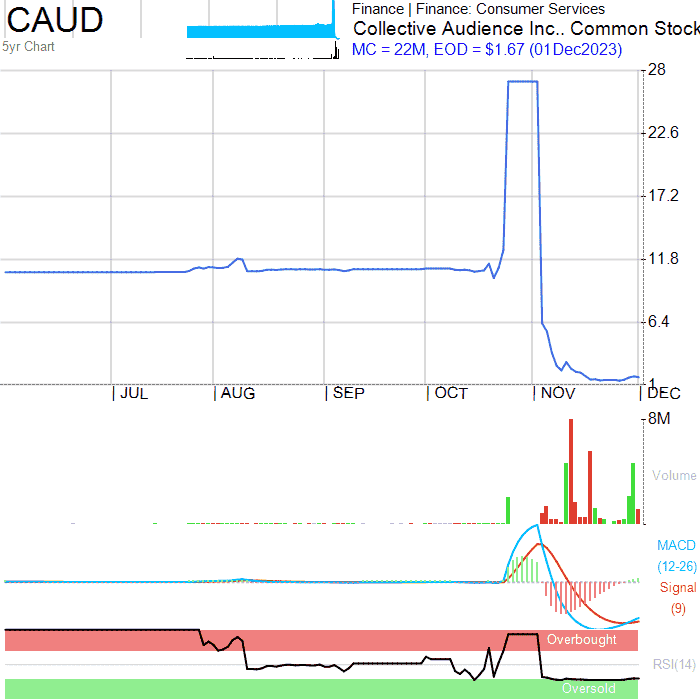 CAUD
5yr Chart
Finance | Finance: Consumer Services
Collective Audience Inc.. Common Stock
MC = 22M, EOD = $1.67 (01Dec2023)
28
22.6
17.2
11.8
6.4
1
JUL AUG SEP OCT NOV DEC
8M
Volume
MACD
(12-26)
Signal
(9)
Overbought
RSI(14)
Oversold